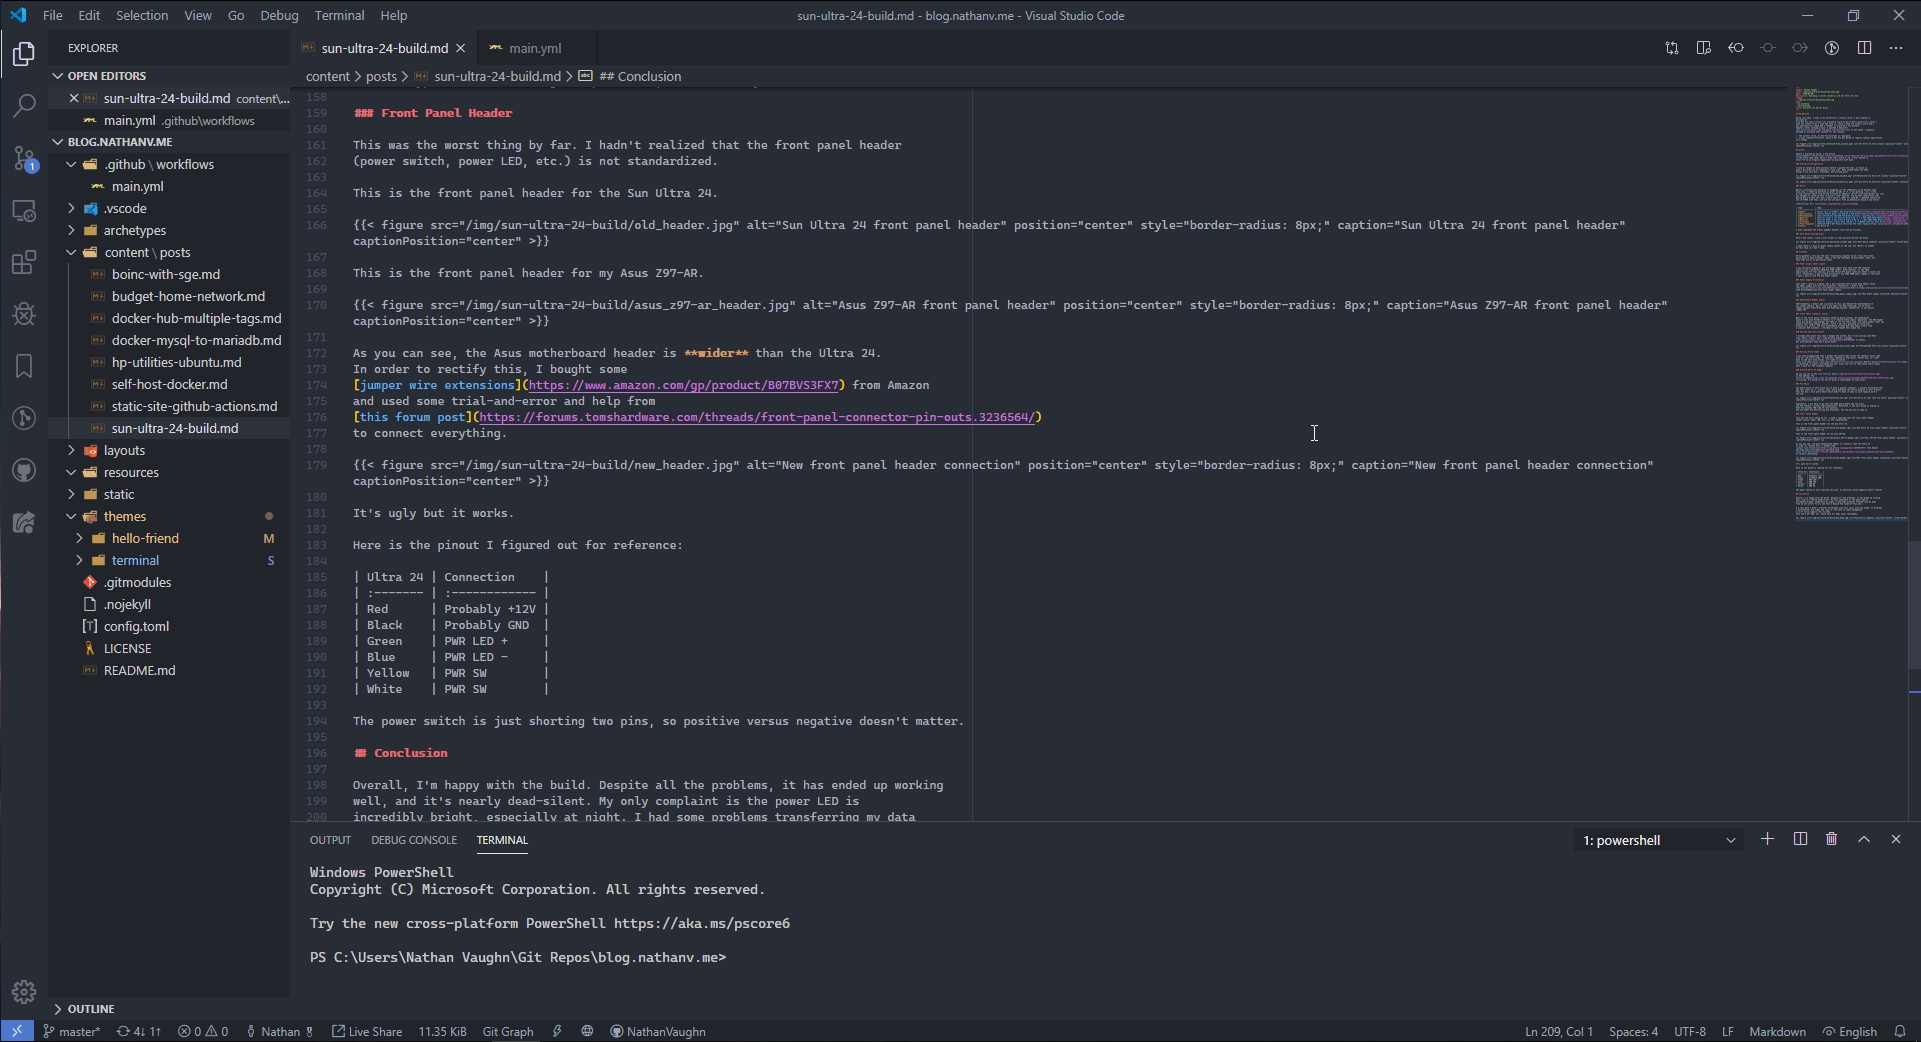 File Edit Selection View Go Debug Terminal Help
sun-ultra-24-build.md - blog.nathanv.me - Visual Studio Code
EXPLORER
OPEN EDITORS
sun-ultra-24-build.md content\...
main.yml .github\workflows
BLOG.NATHANV.ME
.github \ workflows
main.yml
.vscode
archetypes
content \ posts
boinc-with-sge.md
budget-home-network.md
docker-hub-multiple-tags.md
docker-mysql-to-mariadb.md
hp-utilities-ubuntu.md
self-host-docker.md
static-site-github-actions.md
sun-ultra-24-build.md
layouts
resources
static
themes
hello-friend M
terminal S
.gitmodules
.nojekyll
config.toml
LICENSE
README.md
OUTLINE
1
sun-ultra-24-build.md
main.yml
content > posts > sun-ultra-24-build.md > ## Conclusion
158
159 ### Front Panel Header
160
161 This was the worst thing by far. I hadn't realized that the front panel header
162 (power switch, power LED, etc.) is not standardized.
163
164 This is the front panel header for the Sun Ultra 24.
165
166 {{< figure src="/img/sun-ultra-24-build/old_header.jpg" alt="Sun Ultra 24 front panel header" position="center" style="border-radius: 8px;" caption="Sun Ultra 24 front panel header"
captionPosition="center" >}}
167
168 This is the front panel header for my Asus Z97-AR.
169
170 {{< figure src="/img/sun-ultra-24-build/asus_z97-ar_header.jpg" alt="Asus Z97-AR front panel header" position="center" style="border-radius: 8px;" caption="Asus Z97-AR front panel header"
captionPosition="center" >}}
171
172 As you can see, the Asus motherboard header is **wider** than the Ultra 24.
173 In order to rectify this, I bought some
174 [jumper wire extensions](https://www.amazon.com/gp/product/B07BVS3FX7) from Amazon
175 and used some trial-and-error and help from
176 [this forum post](https://forums.tomshardware.com/threads/front-panel-connector-pin-outs.3236564/)
177 to connect everything.
178
179 {{< figure src="/img/sun-ultra-24-build/new_header.jpg" alt="New front panel header connection" position="center" style="border-radius: 8px;" caption="New front panel header connection"
captionPosition="center" >}}
180
181 It's ugly but it works.
182
183 Here is the pinout I figured out for reference:
184
185 | Ultra 24 | Connection |
186 | :------- | :------------ |
187 | Red | Probably +12V |
188 | Black | Probably GND |
189 | Green | PWR LED + |
190 | Blue | PWR LED - |
191 | Yellow | PWR SW |
192 | White | PWR SW |
193
194 The power switch is just shorting two pins, so positive versus negative doesn't matter.
195
196 ## Conclusion
197
198 Overall, I'm happy with the build. Despite all the problems, it has ended up working
199 well, and it's nearly dead-silent. My only complaint is the power LED is
200 incredibly bright, especially at night. I had some problems transferring my data
OUTPUT DEBUG CONSOLE TERMINAL
1: powershell
Windows PowerShell
Copyright (C) Microsoft Corporation. All rights reserved.
Try the new cross-platform PowerShell https://aka.ms/pscore6
PS C:\Users\Nathan Vaughn\Git Repos\blog.nathanv.me>
master* 4↓ 1↑ 0 0 Nathan Live Share 11.35 KiB Git Graph NathanVaughn
Ln 209, Col 1 Spaces: 4 UTF-8 LF Markdown English